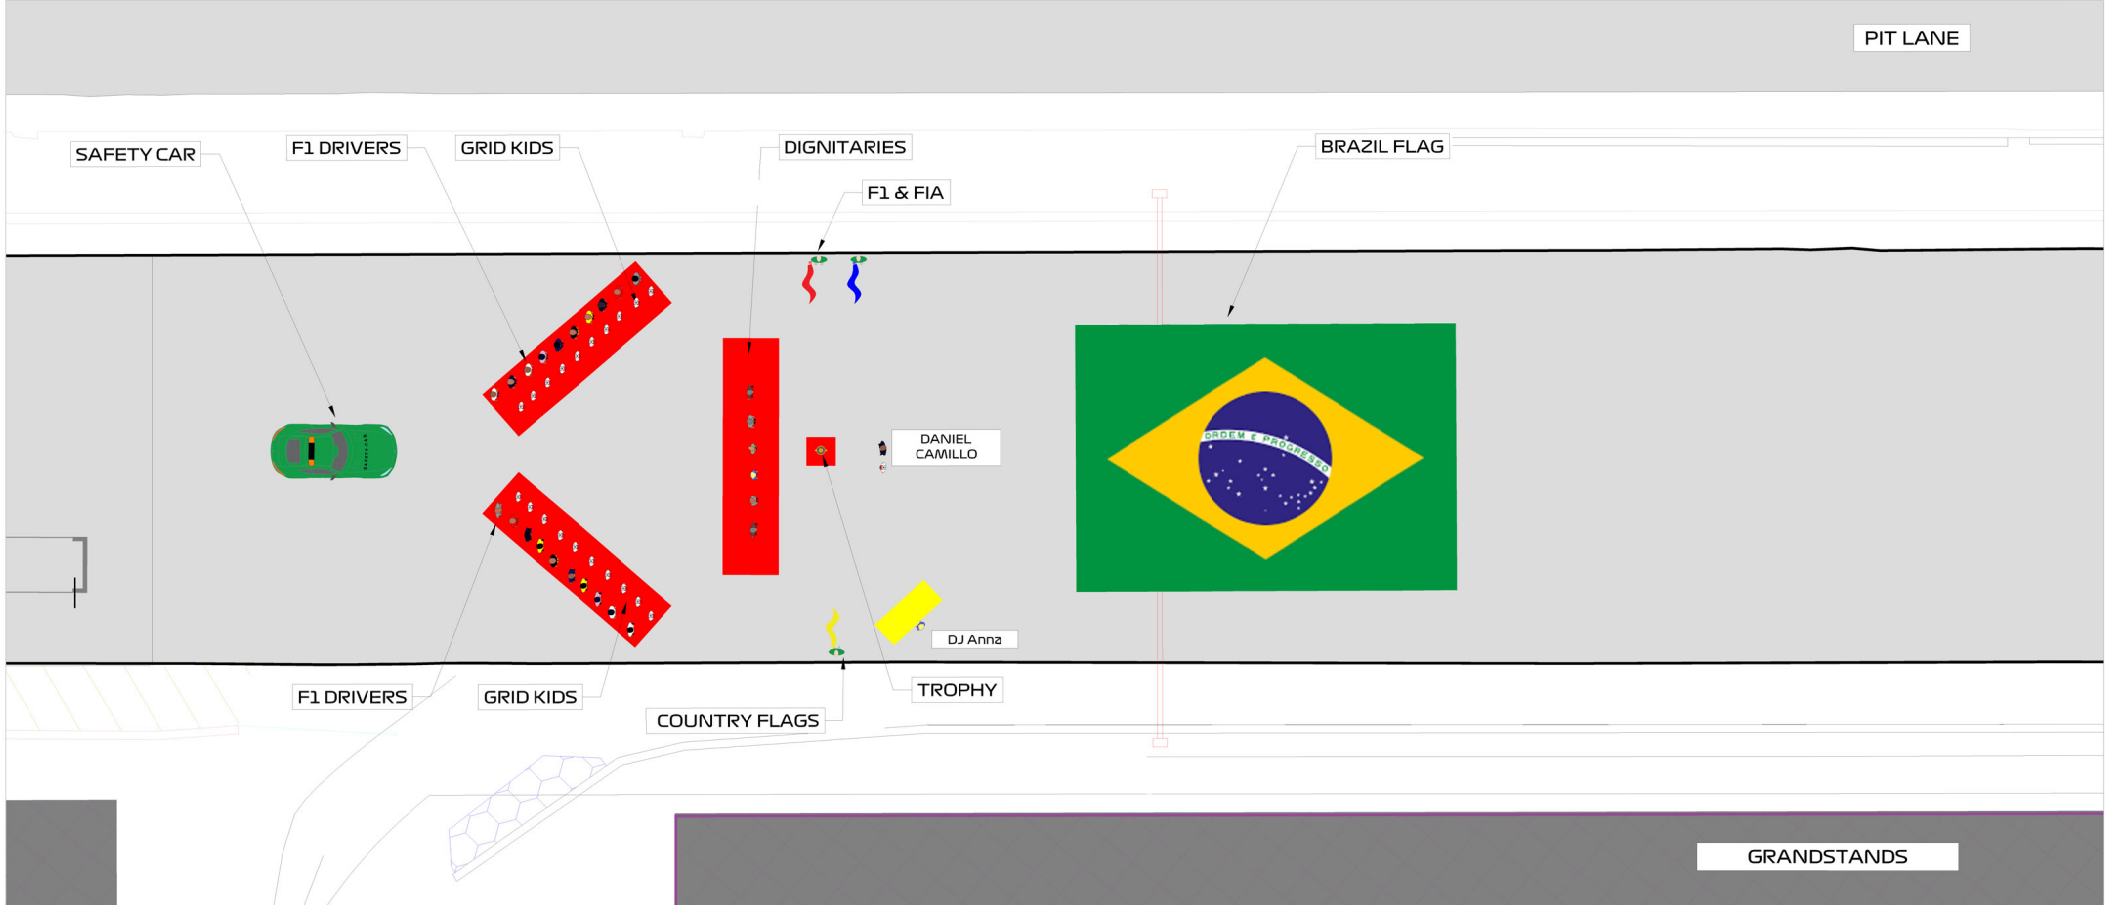 PIT LANE
SAFETY CAR
F1 DRIVERS
GRID KIDS
DIGNITARIES
BRAZIL FLAG
F1 & FIA
DANIEL
CAMILLO
ORDEM E PROGRESSO
DJ Anna
F1 DRIVERS
GRID KIDS
TROPHY
COUNTRY FLAGS
GRANDSTANDS